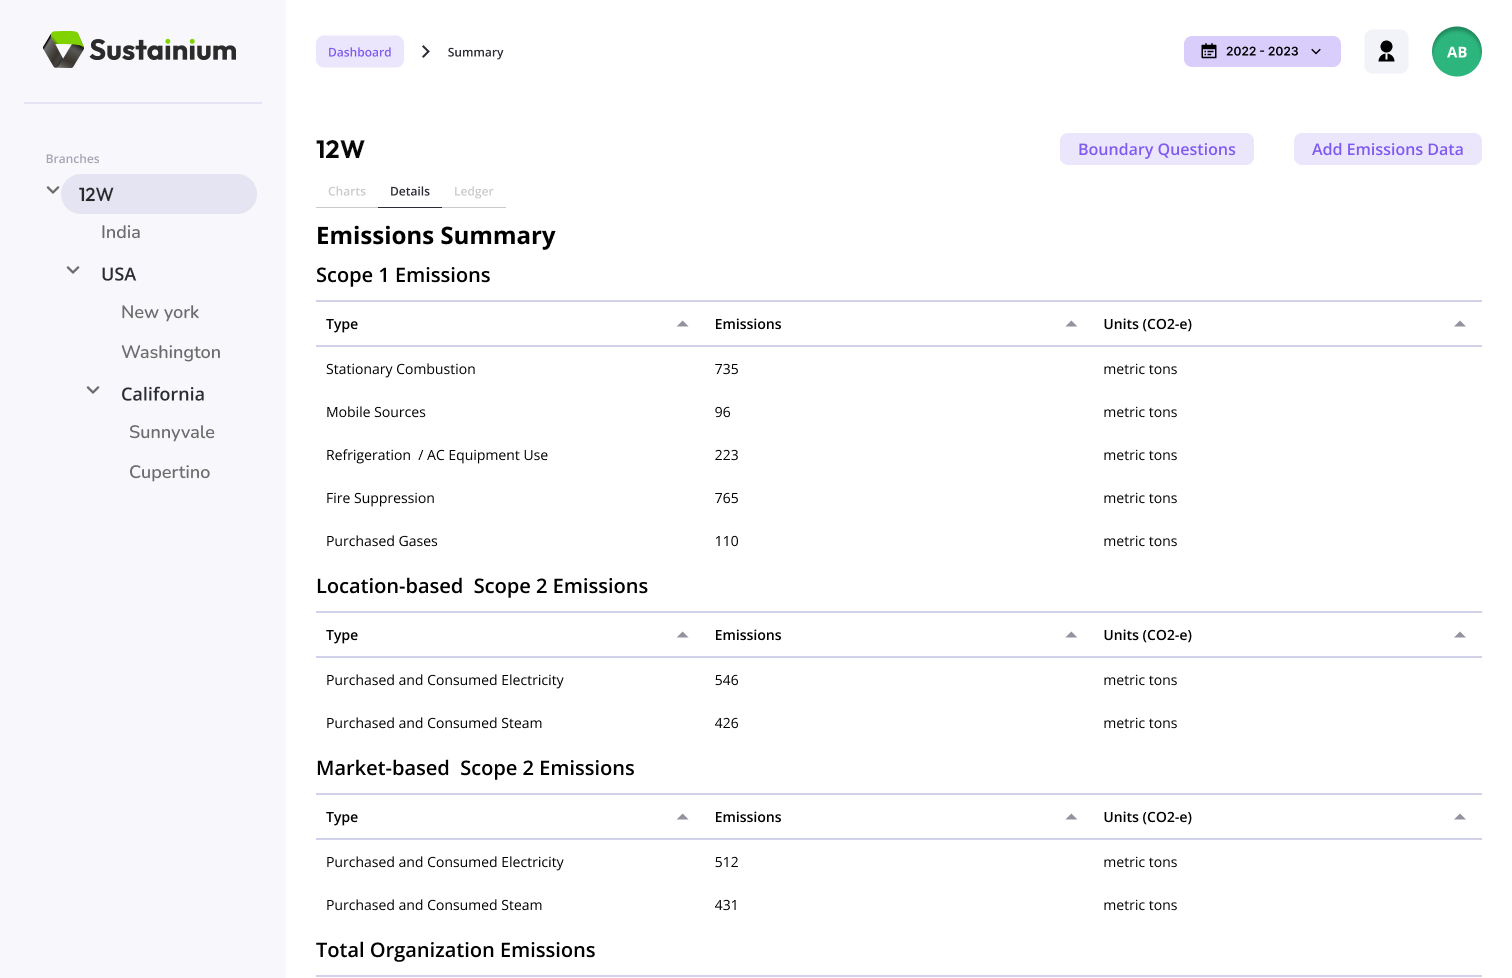 Sustainium
Dashboard > Summary
2022 - 2023
AB
Branches
12W
India
USA
New york
Washington
California
Sunnyvale
Cupertino
12W
Boundary Questions
Add Emissions Data
Charts Details Ledger
Emissions Summary
Scope 1 Emissions
Type Emissions Units (CO2-e)
Stationary Combustion 735 metric tons
Mobile Sources 96 metric tons
Refrigeration / AC Equipment Use 223 metric tons
Fire Suppression 765 metric tons
Purchased Gases 110 metric tons
Location-based Scope 2 Emissions
Type Emissions Units (CO2-e)
Purchased and Consumed Electricity 546 metric tons
Purchased and Consumed Steam 426 metric tons
Market-based Scope 2 Emissions
Type Emissions Units (CO2-e)
Purchased and Consumed Electricity 512 metric tons
Purchased and Consumed Steam 431 metric tons
Total Organization Emissions